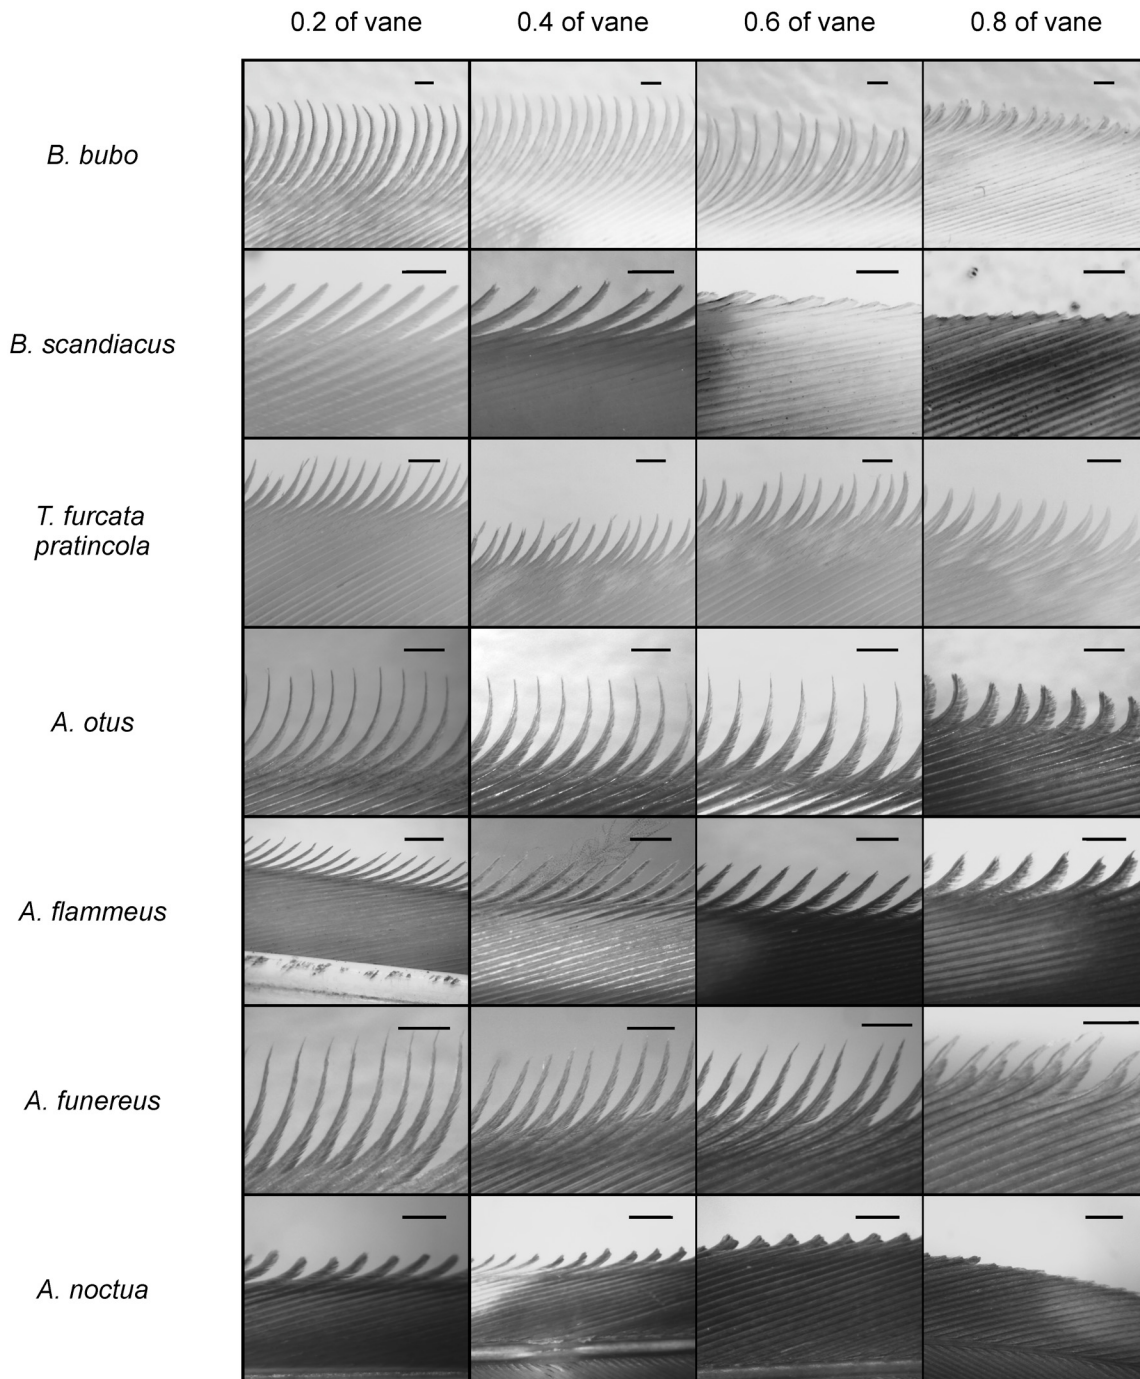 0.2 of vane 0.4 of vane 0.6 of vane 0.8 of vane
B. bubo
B. scandiacus
T. furcata
pratincola
A. otus
A. flammeus
A. funereus
A. noctua